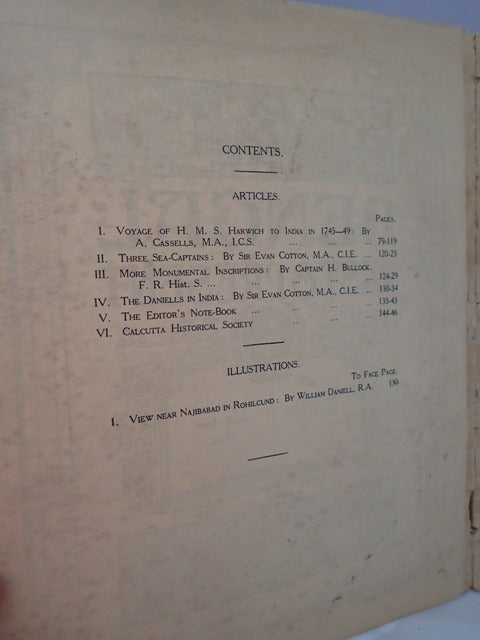 CONTENTS.
ARTICLES.
PAGES.
I. VOYAGE OF H. M. S. HARWICH TO INDIA IN 1745—49: BY
A. CASSELLS, M.A., I.C.S. ... ... ... 79-119
II. THREE SEA-CAPTAINS: BY SIR EVAN COTTON, M.A., C.I.E. ... 120-23
III. MORE MONUMENTAL INSCRIPTIONS: BY CAPTAIN H. BULLOCK,
F. R. HIST. S. ... ... ... ... 124-29
IV. THE DANIELLS IN INDIA: BY SIR EVAN COTTON, M.A., C.I.E. ... 130-34
V. THE EDITOR'S NOTE-BOOK ... ... ... 135-43
VI. CALCUTTA HISTORICAL SOCIETY ... ... 144-46
ILLUSTRATIONS.
TO FACE PAGE.
I. VIEW NEAR NAJIBABAD IN ROHILCUND: BY WILLIAM DANIELL, R.A. 130